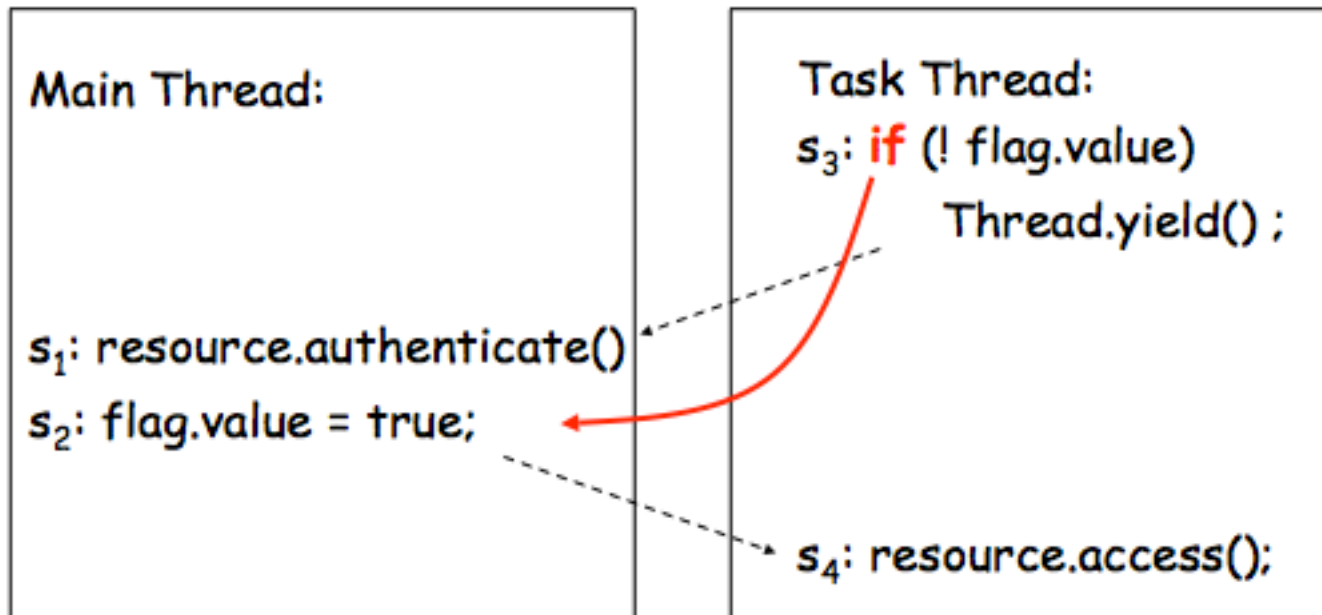 Main Thread:
s₁: resource.authenticate()
s₂: flag.value = true;
Task Thread:
s₃: if (! flag.value)
Thread.yield() ;
s₄: resource.access();